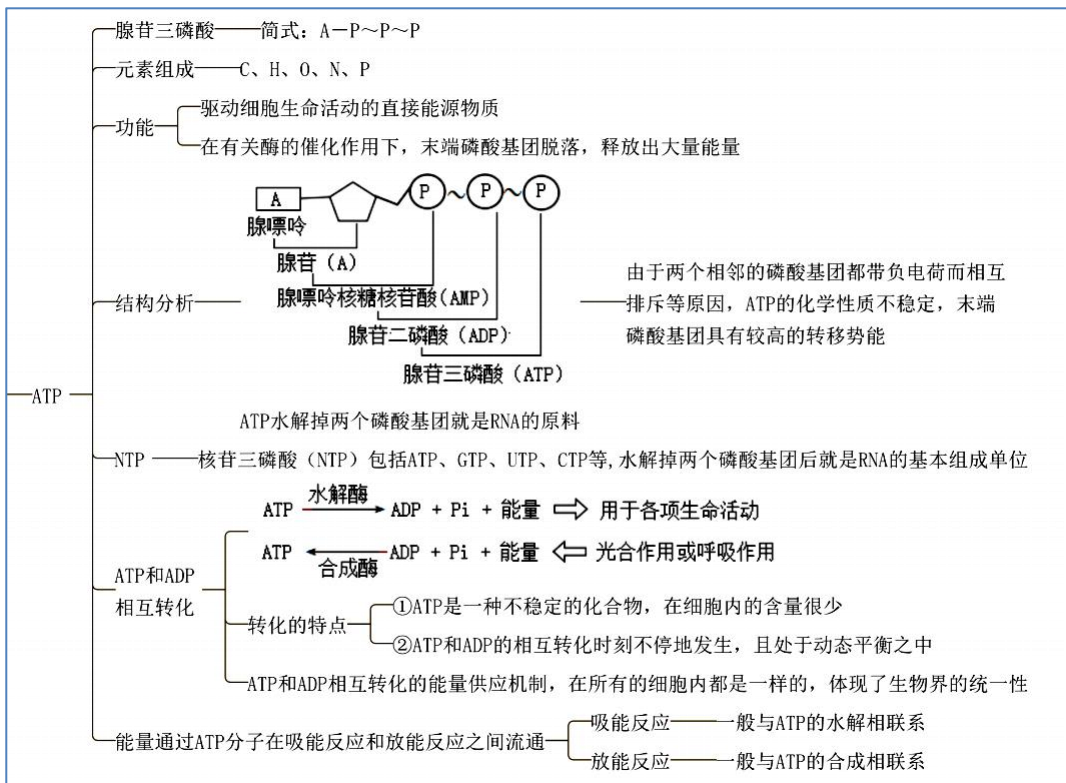 腺苷三磷酸 简式：A－P～P～P
元素组成 C、H、O、N、P
功能
驱动细胞生命活动的直接能源物质
在有关酶的催化作用下，末端磷酸基团脱落，释放出大量能量
A P ～ P ～ P
腺嘌呤
腺苷（A）
腺嘌呤核糖核苷酸(AMP)
腺苷二磷酸（ADP）
腺苷三磷酸（ATP）
结构分析
由于两个相邻的磷酸基团都带负电荷而相互
排斥等原因，ATP的化学性质不稳定，末端
磷酸基团具有较高的转移势能
ATP
ATP水解掉两个磷酸基团就是RNA的原料
NTP 核苷三磷酸（NTP）包括ATP、GTP、UTP、CTP等,水解掉两个磷酸基团后就是RNA的基本组成单位
ATP和ADP
相互转化
水解酶
ATP ADP + Pi + 能量 用于各项生命活动
ATP ADP + Pi + 能量 光合作用或呼吸作用
合成酶
转化的特点
①ATP是一种不稳定的化合物，在细胞内的含量很少
②ATP和ADP的相互转化时刻不停地发生，且处于动态平衡之中
ATP和ADP相互转化的能量供应机制，在所有的细胞内都是一样的，体现了生物界的统一性
能量通过ATP分子在吸能反应和放能反应之间流通
吸能反应 一般与ATP的水解相联系
放能反应 一般与ATP的合成相联系